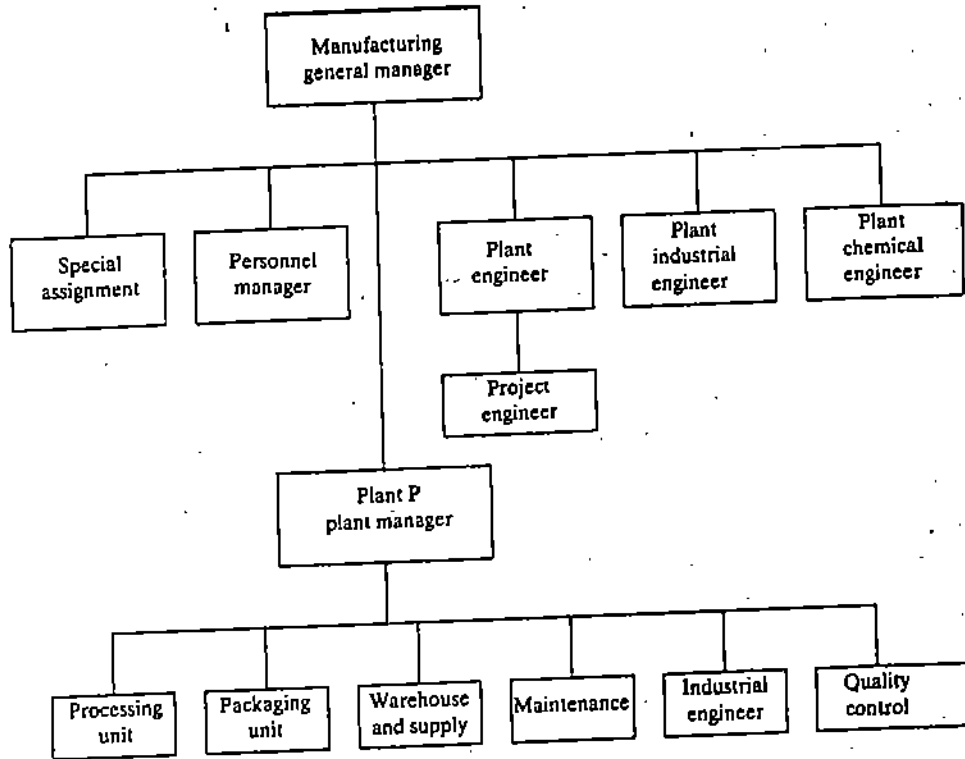 Manufacturing
general manager
Special
assignment
Personnel
manager
Plant
engineer
Plant
industrial
engineer
Plant
chemical
engineer
Project
engineer
Plant P
plant manager
Processing
unit
Packaging
unit
Warehouse
and supply
Maintenance
Industrial
engineer
Quality
control